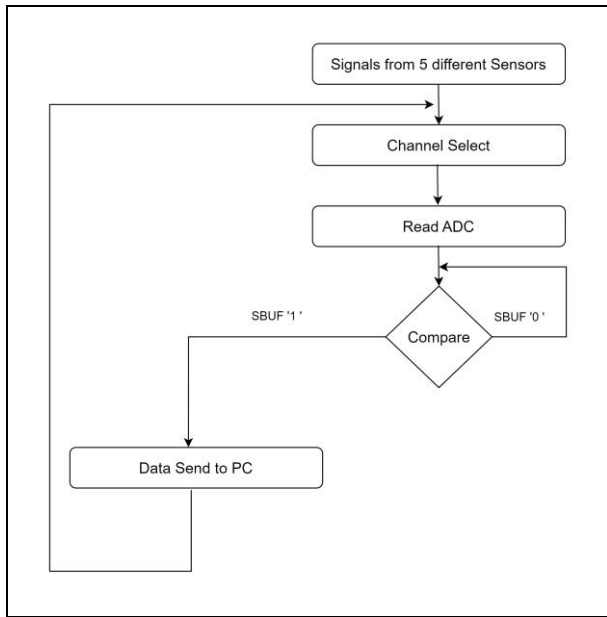 Signals from 5 different Sensors
Channel Select
Read ADC
SBUF '1 '
Compare
SBUF '0 '
Data Send to PC